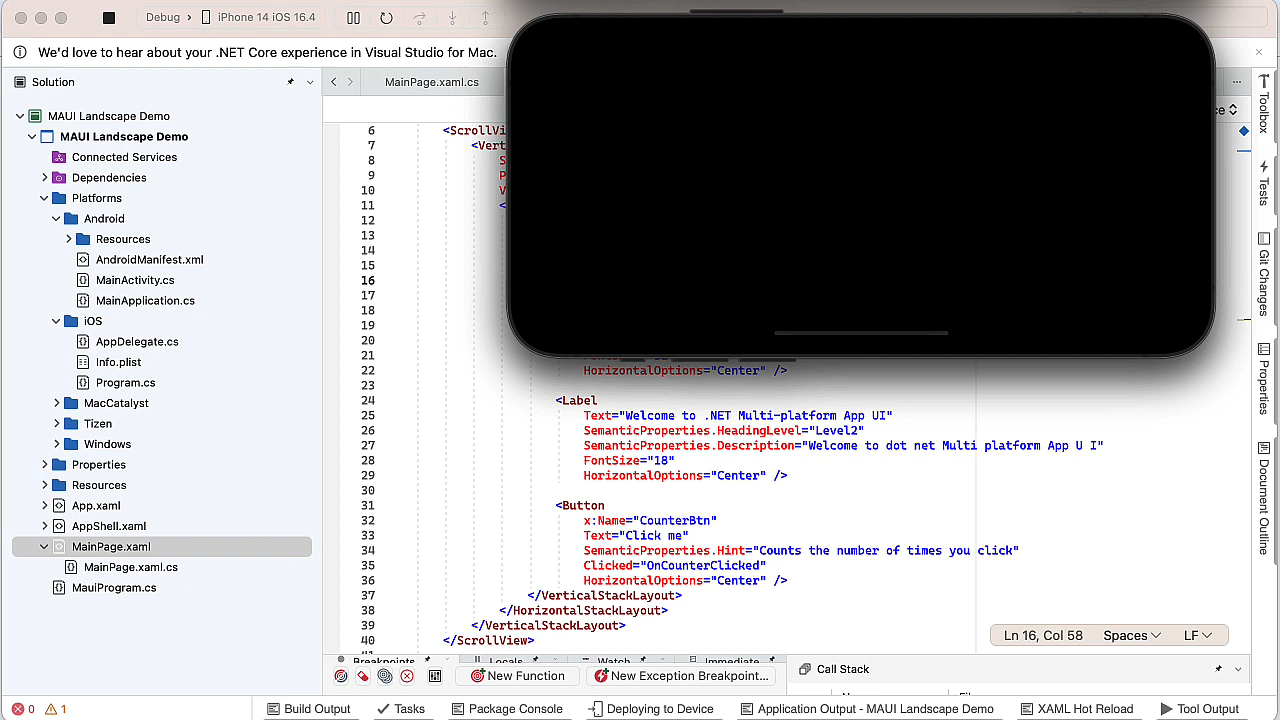 Debug > iPhone 14 iOS 16.4
We'd love to hear about your .NET Core experience in Visual Studio for Mac.
Solution
MainPage.xaml.cs
MAUI Landscape Demo
MAUI Landscape Demo
Connected Services
Dependencies
Platforms
Android
Resources
AndroidManifest.xml
MainActivity.cs
MainApplication.cs
iOS
AppDelegate.cs
Info.plist
Program.cs
MacCatalyst
Tizen
Windows
Properties
Resources
App.xaml
AppShell.xaml
MainPage.xaml
MainPage.xaml.cs
MauiProgram.cs
6 <ScrollVi
7 <Vert
8 S
9 P
10 V
11 <
12
13
14
15
16
17
18
19
20
21
22 HorizontalOptions="Center" />
23
24 <Label
25 Text="Welcome to .NET Multi-platform App UI"
26 SemanticProperties.HeadingLevel="Level2"
27 SemanticProperties.Description="Welcome to dot net Multi platform App U I"
28 FontSize="18"
29 HorizontalOptions="Center" />
30
31 <Button
32 x:Name="CounterBtn"
33 Text="Click me"
34 SemanticProperties.Hint="Counts the number of times you click"
35 Clicked="OnCounterClicked"
36 HorizontalOptions="Center" />
37 </VerticalStackLayout>
38 </HorizontalStackLayout>
39 </VerticalStackLayout>
40 </ScrollView>
ce
Toolbox
Tests
Git Changes
Properties
Document Outline
Ln 16, Col 58 Spaces LF
Breakpoints Locals Watch Immediate
New Function New Exception Breakpoint...
Call Stack
0 1
Build Output Tasks Package Console Deploying to Device Application Output - MAUI Landscape Demo XAML Hot Reload Tool Output